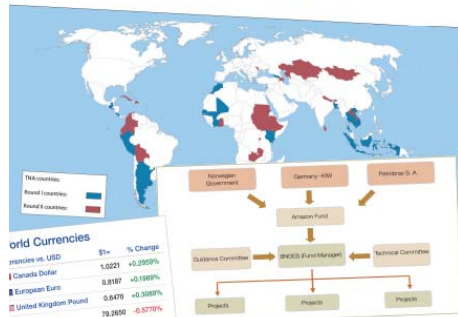 TNA countries:
Round I countries:
Round II countries:
Norwegian Government
Germany -KfW
Petrobras S. A.
Amazon Fund
Guidance Committee
BNDES (Fund Manager)
Technical Committee
Projects
Projects
Projects
orld Currencies
rrencies vs. USD $1= % Change
Canada Dollar 1.0221 +0.2959%
European Euro 0.8187 +0.1969%
United Kingdom Pound 0.6470 +0.3089%
79.2650 -0.5770%